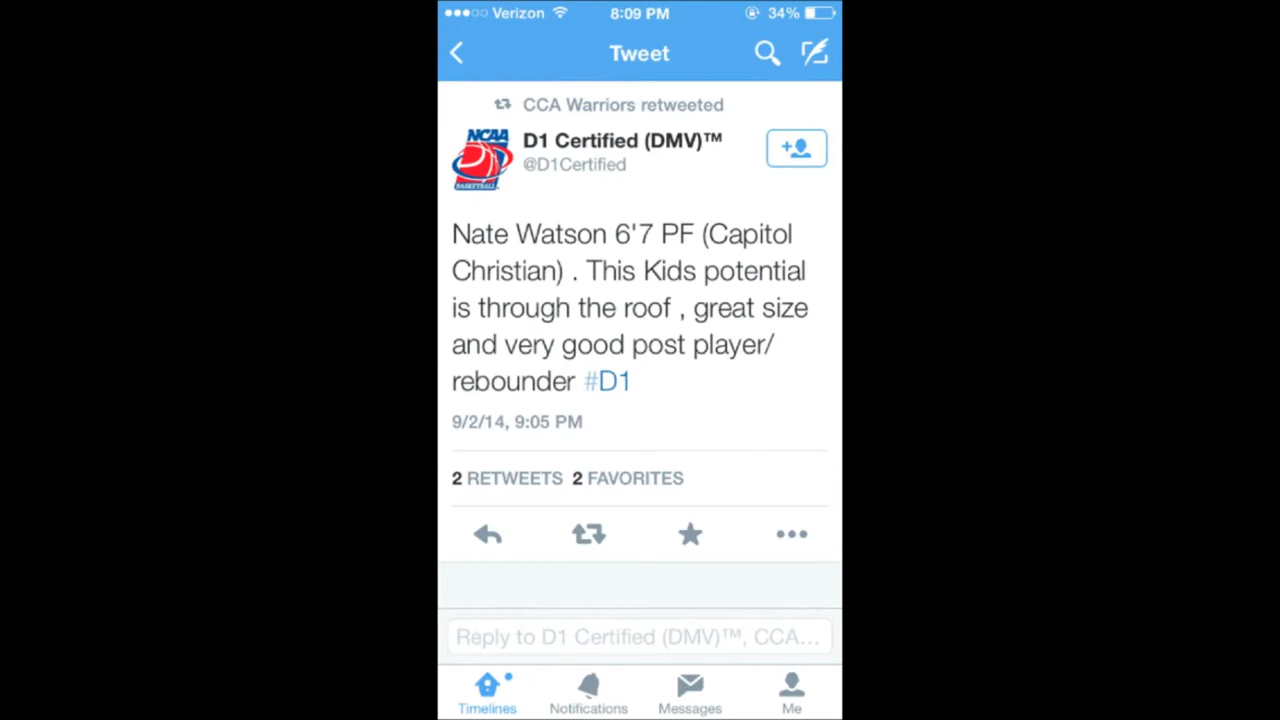 Verizon 8:09 PM 34%
Tweet
CCA Warriors retweeted
NCAA
BASKETBALL
D1 Certified (DMV)™
@D1Certified
Nate Watson 6'7 PF (Capitol
Christian) . This Kids potential
is through the roof , great size
and very good post player/
rebounder #D1
9/2/14, 9:05 PM
2 RETWEETS 2 FAVORITES
Reply to D1 Certified (DMV)™, CCA...
Timelines Notifications Messages Me